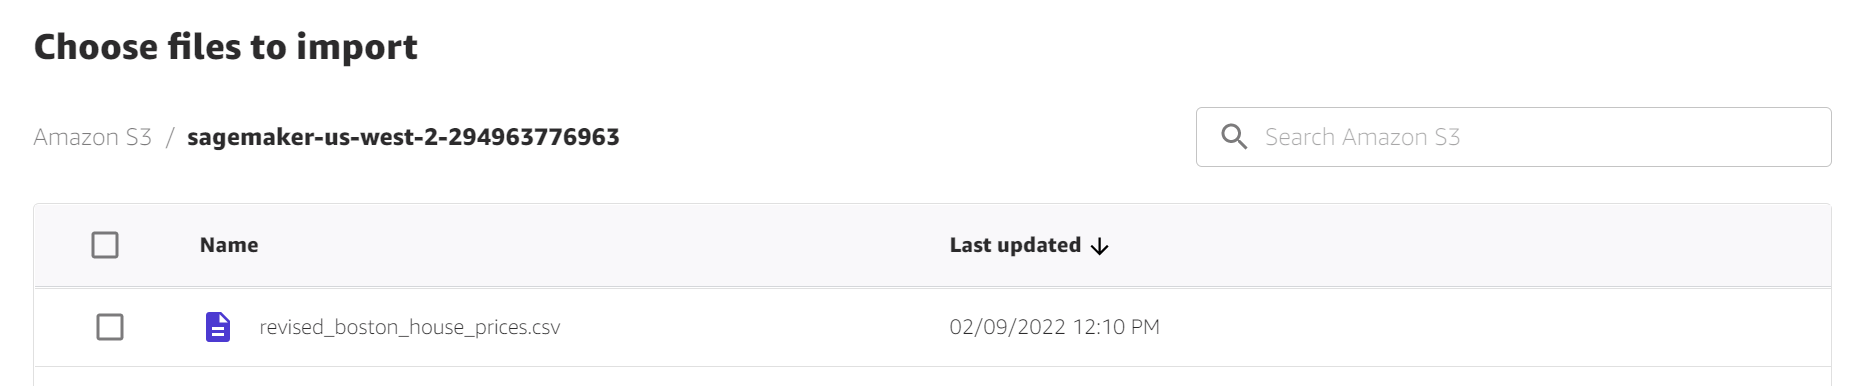 Choose files to import
Amazon S3 / sagemaker-us-west-2-294963776963
Search Amazon S3
Name Last updated
revised_boston_house_prices.csv 02/09/2022 12:10 PM